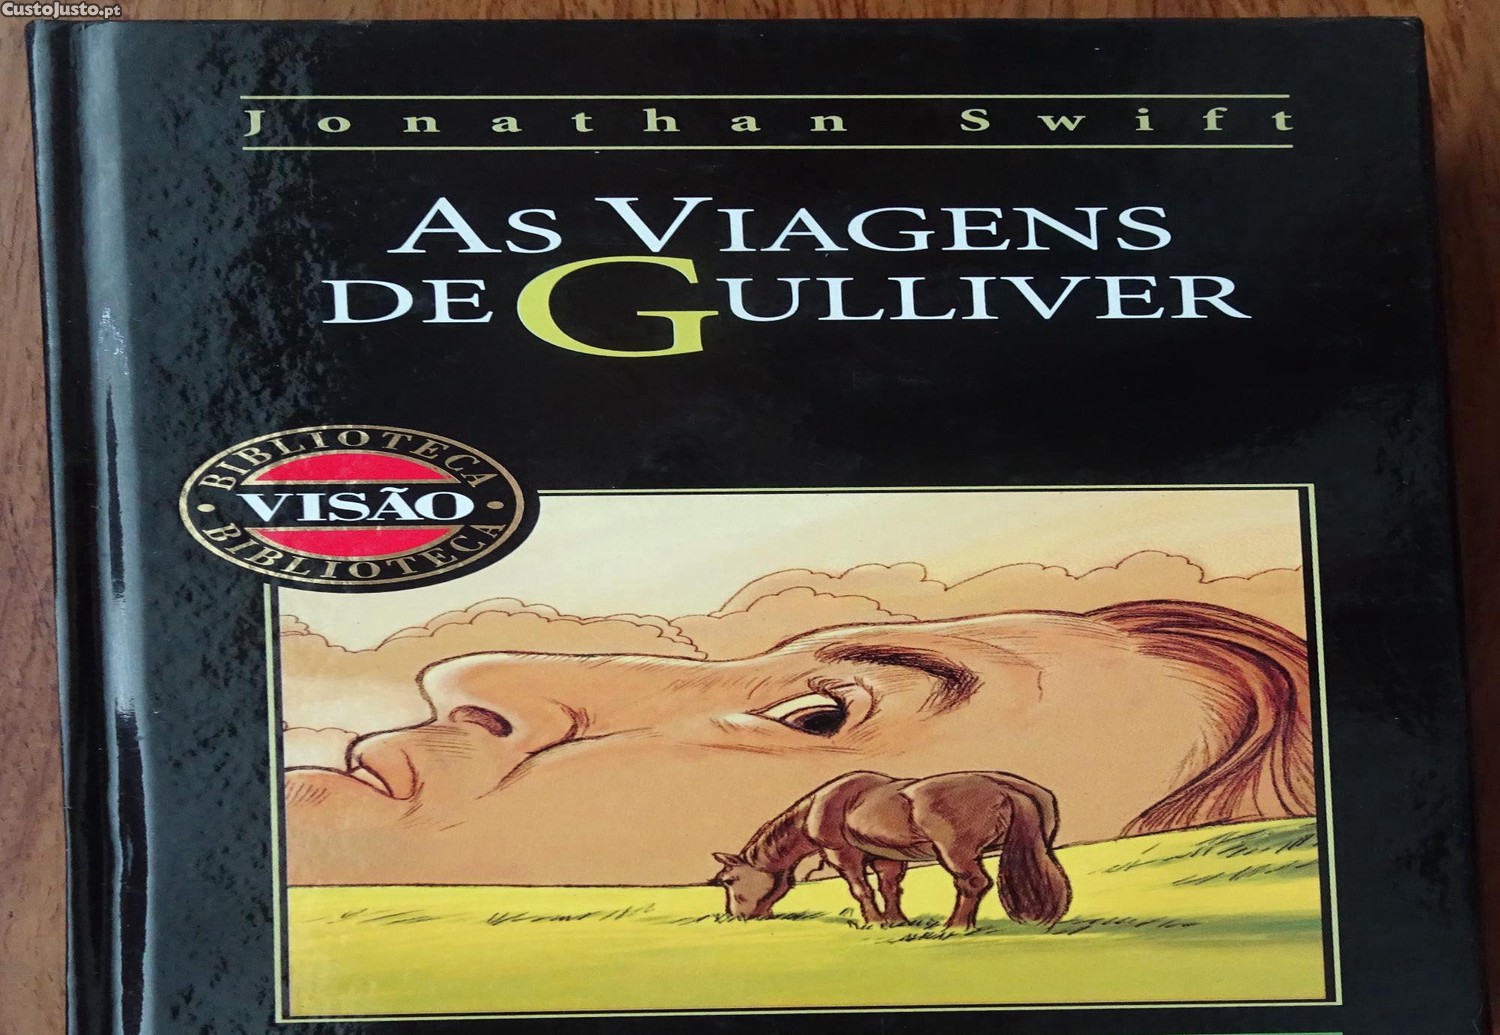 CustoJusto.pt
Jonathan Swift
AS VIAGENS
DE GULLIVER
BIBLIOTECA
VISÃO
BIBLIOTECA